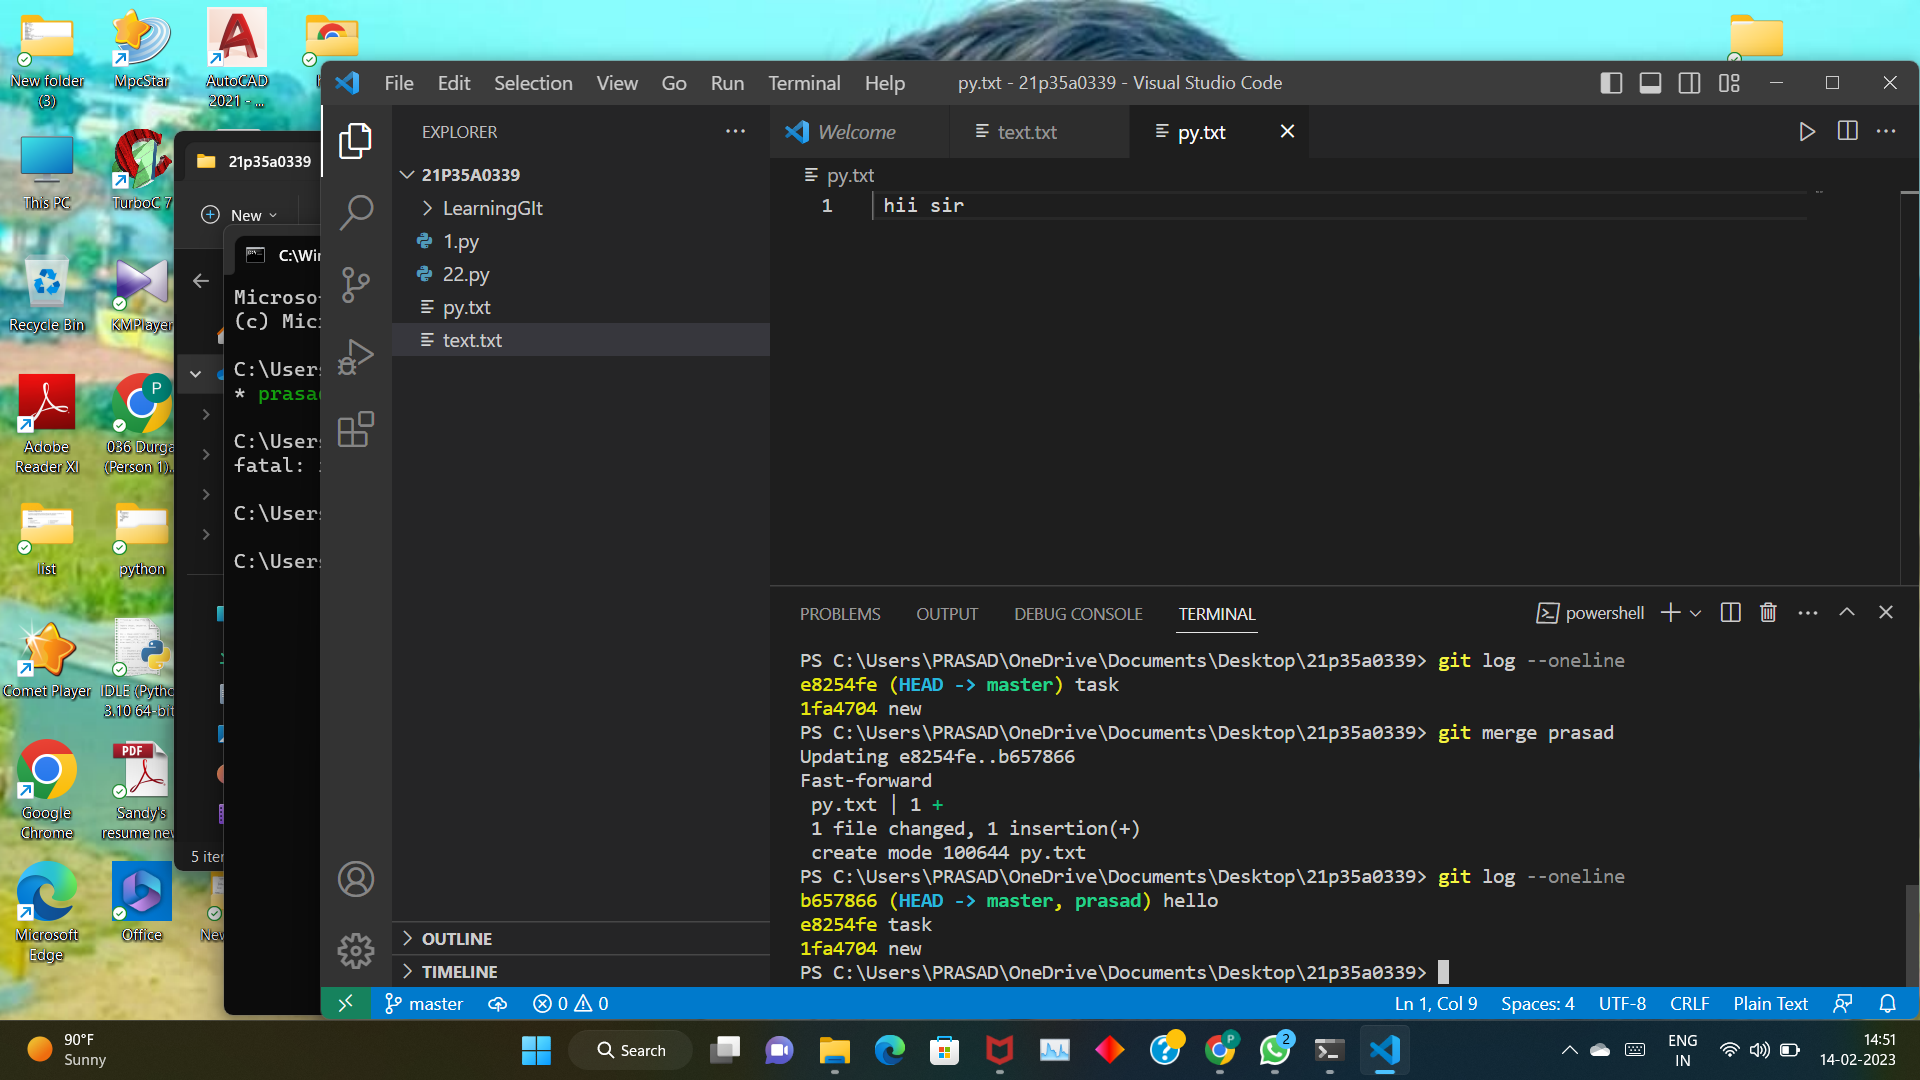 New folder
(3)
MpcStar
AutoCAD
2021 - ...
This PC
TurboC 7
Recycle Bin
KMPlayer
Adobe
Reader XI
036 Durga
(Person 1)...
list
python
Comet Player
IDLE (Pytho
3.10 64-bit
Google
Chrome
Sandy's
resume new
Microsoft
Edge
Office
New
21p35a0339
New
5 iter
C:\Wi
Microso
(c) Mic
C:\Users
* prasad
C:\Users
fatal:
C:\Users
C:\Users
File Edit Selection View Go Run Terminal Help
py.txt - 21p35a0339 - Visual Studio Code
EXPLORER
21P35A0339
LearningGIt
1.py
22.py
py.txt
text.txt
OUTLINE
TIMELINE
Welcome
text.txt
py.txt
py.txt
1 hii sir
PROBLEMS OUTPUT DEBUG CONSOLE TERMINAL
powershell
PS C:\Users\PRASAD\OneDrive\Documents\Desktop\21p35a0339> git log --oneline
e8254fe (HEAD -> master) task
1fa4704 new
PS C:\Users\PRASAD\OneDrive\Documents\Desktop\21p35a0339> git merge prasad
Updating e8254fe..b657866
Fast-forward
py.txt | 1 +
1 file changed, 1 insertion(+)
create mode 100644 py.txt
PS C:\Users\PRASAD\OneDrive\Documents\Desktop\21p35a0339> git log --oneline
b657866 (HEAD -> master, prasad) hello
e8254fe task
1fa4704 new
PS C:\Users\PRASAD\OneDrive\Documents\Desktop\21p35a0339>
master
0 0
Ln 1, Col 9 Spaces: 4 UTF-8 CRLF Plain Text
90°F
Sunny
Search
P
2
ENG
IN
14:51
14-02-2023